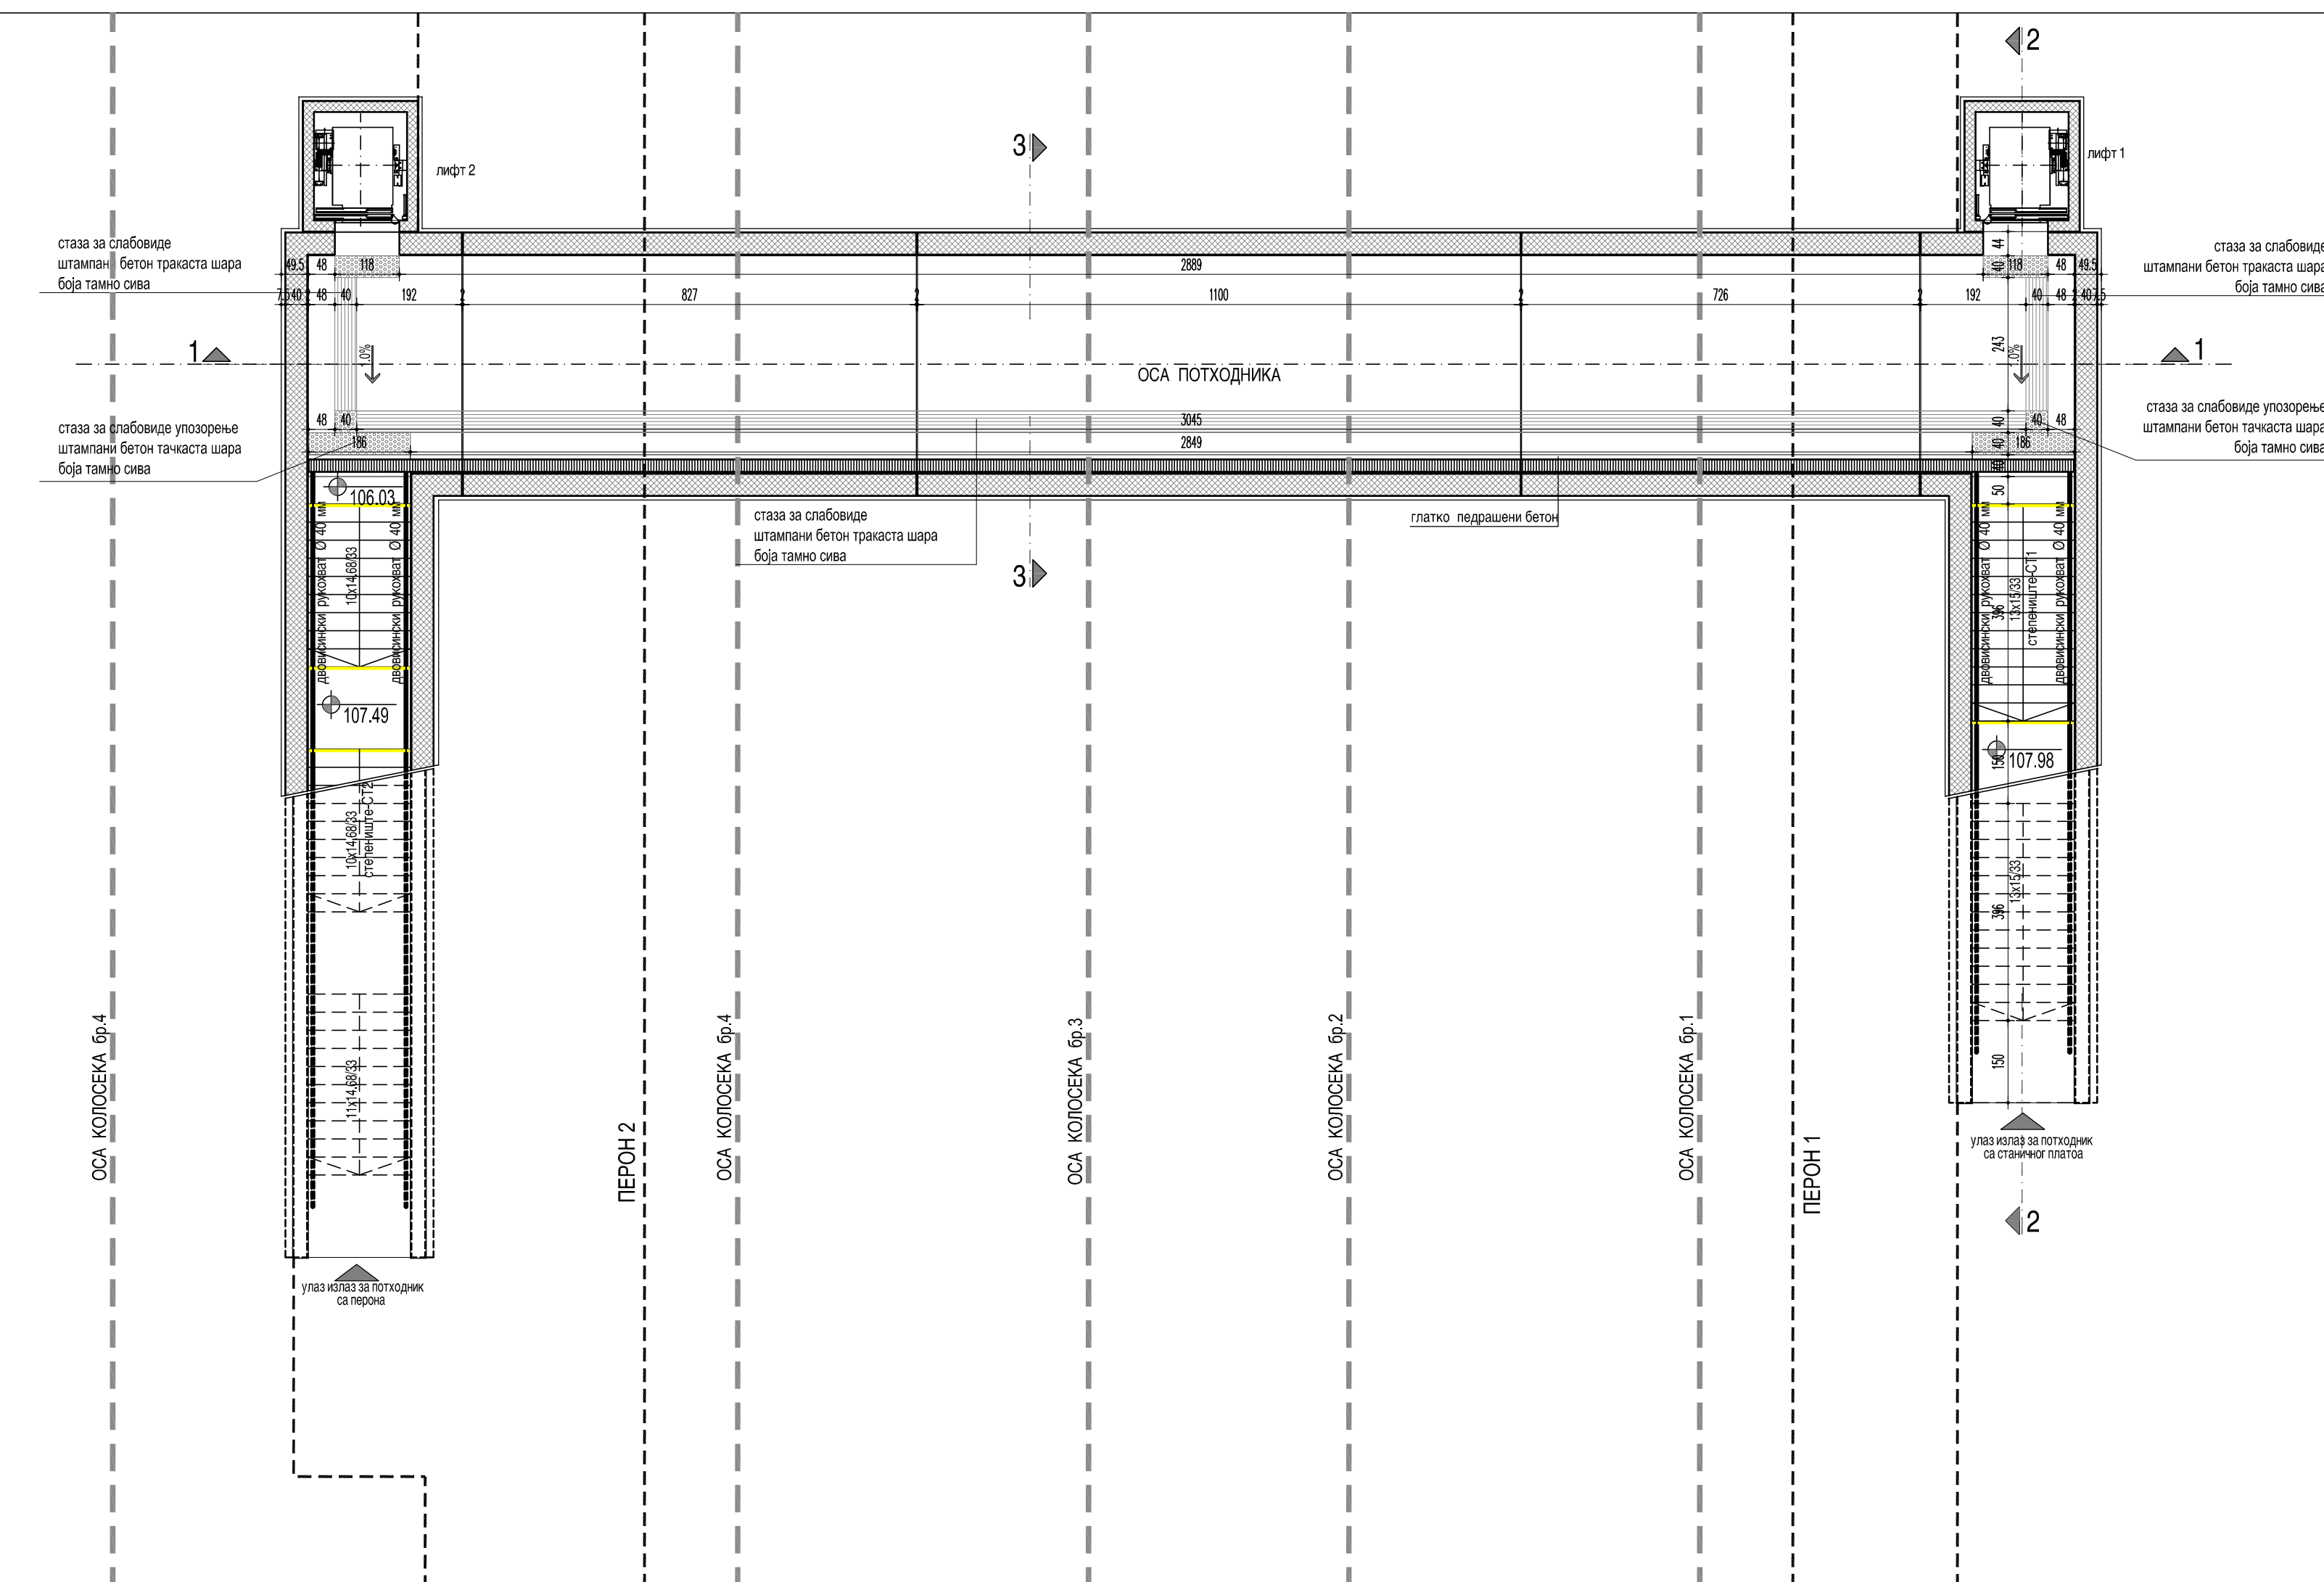 2
3
лифт 2
лифт 1
стаза за слабовиде
штампани бетон тракаста шара
боја тамно сива
стаза за слабовиде
штампани бетон тракаста шара
боја тамно сива
44
49.5 48 118 2889 40 118 48 49.5
7.5 40 2 48 40 192 2 827 2 1100 2 726 2 192 40 48 2 40 7.5
1
1.0%
ОСА ПОТХОДНИКА
243
1.0%
1
стаза за слабовиде упозорење
штампани бетон тачкаста шара
боја тамно сива
стаза за слабовиде упозорење
штампани бетон тачкаста шара
боја тамно сива
48 40 3045 40 40 48
186 2849 40 186
40
50
106.03
стаза за слабовиде
штампани бетон тракаста шара
боја тамно сива
глатко педрашени бетон
3
двовисински рукохват Ø 40 мм
10x14.68/33
двовисински рукохват Ø 40 мм
двовисински рукохват Ø 40 мм
396
13x15/33
степениште-СТ1
двовисински рукохват Ø 40 мм
107.49
150
107.98
10x14.68/33
степениште-СТ2
396
13x15/33
11x14.68/33
150
ОСА КОЛОСЕКА бр.4
ПЕРОН 2
ОСА КОЛОСЕКА бр.4
ОСА КОЛОСЕКА бр.3
ОСА КОЛОСЕКА бр.2
ОСА КОЛОСЕКА бр.1
ПЕРОН 1
улаз излаз за потходник
са станичног платоа
2
улаз излаз за потходник
са перона